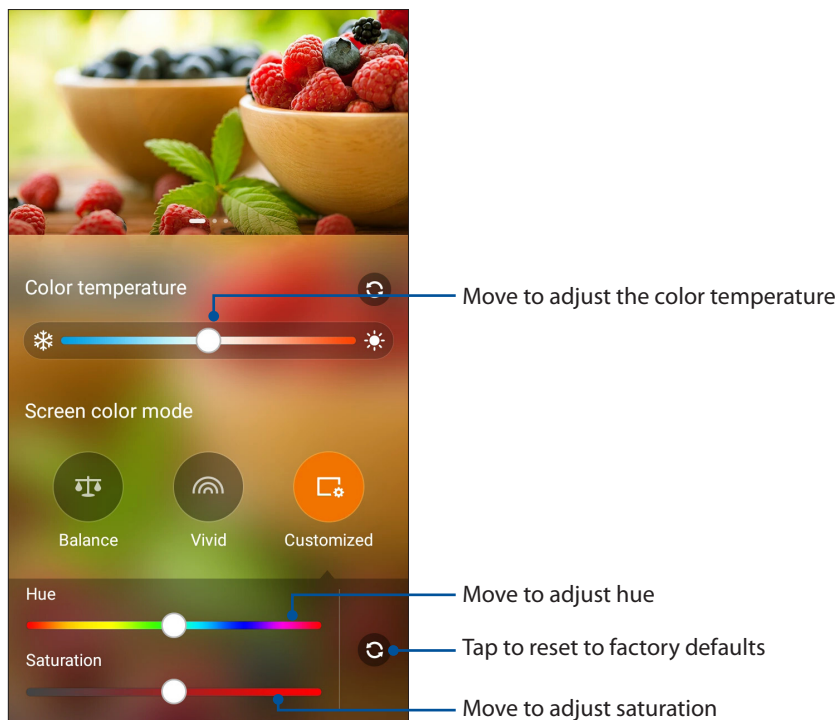 Color temperature
Move to adjust the color temperature
Screen color mode
Balance Vivid Customized
Hue
Move to adjust hue
Tap to reset to factory defaults
Saturation
Move to adjust saturation